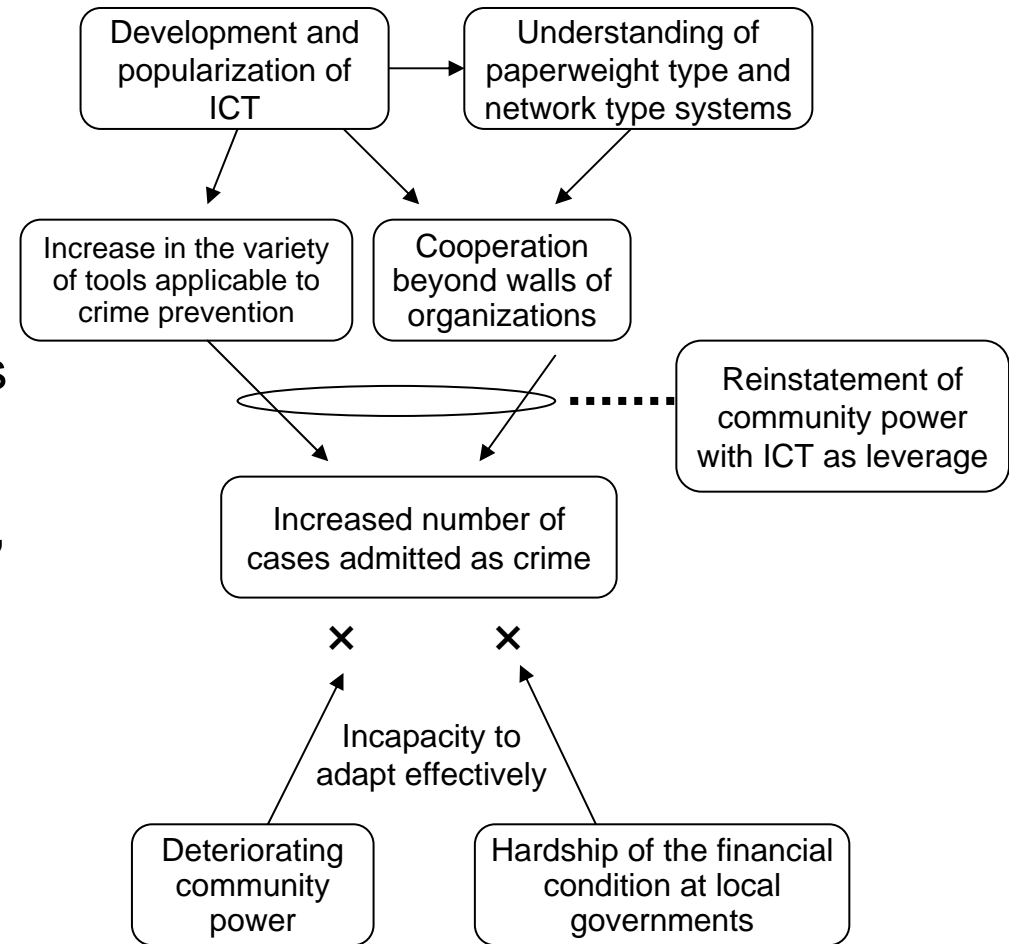 Development and
popularization of
ICT
Understanding of
paperweight type and
network type systems
Increase in the variety
of tools applicable to
crime prevention
Cooperation
beyond walls of
organizations
s
Reinstatement of
community power
with ICT as leverage
,
Increased number of
cases admitted as crime
× ×
Incapacity to
adapt effectively
Deteriorating
community
power
Hardship of the financial
condition at local
governments